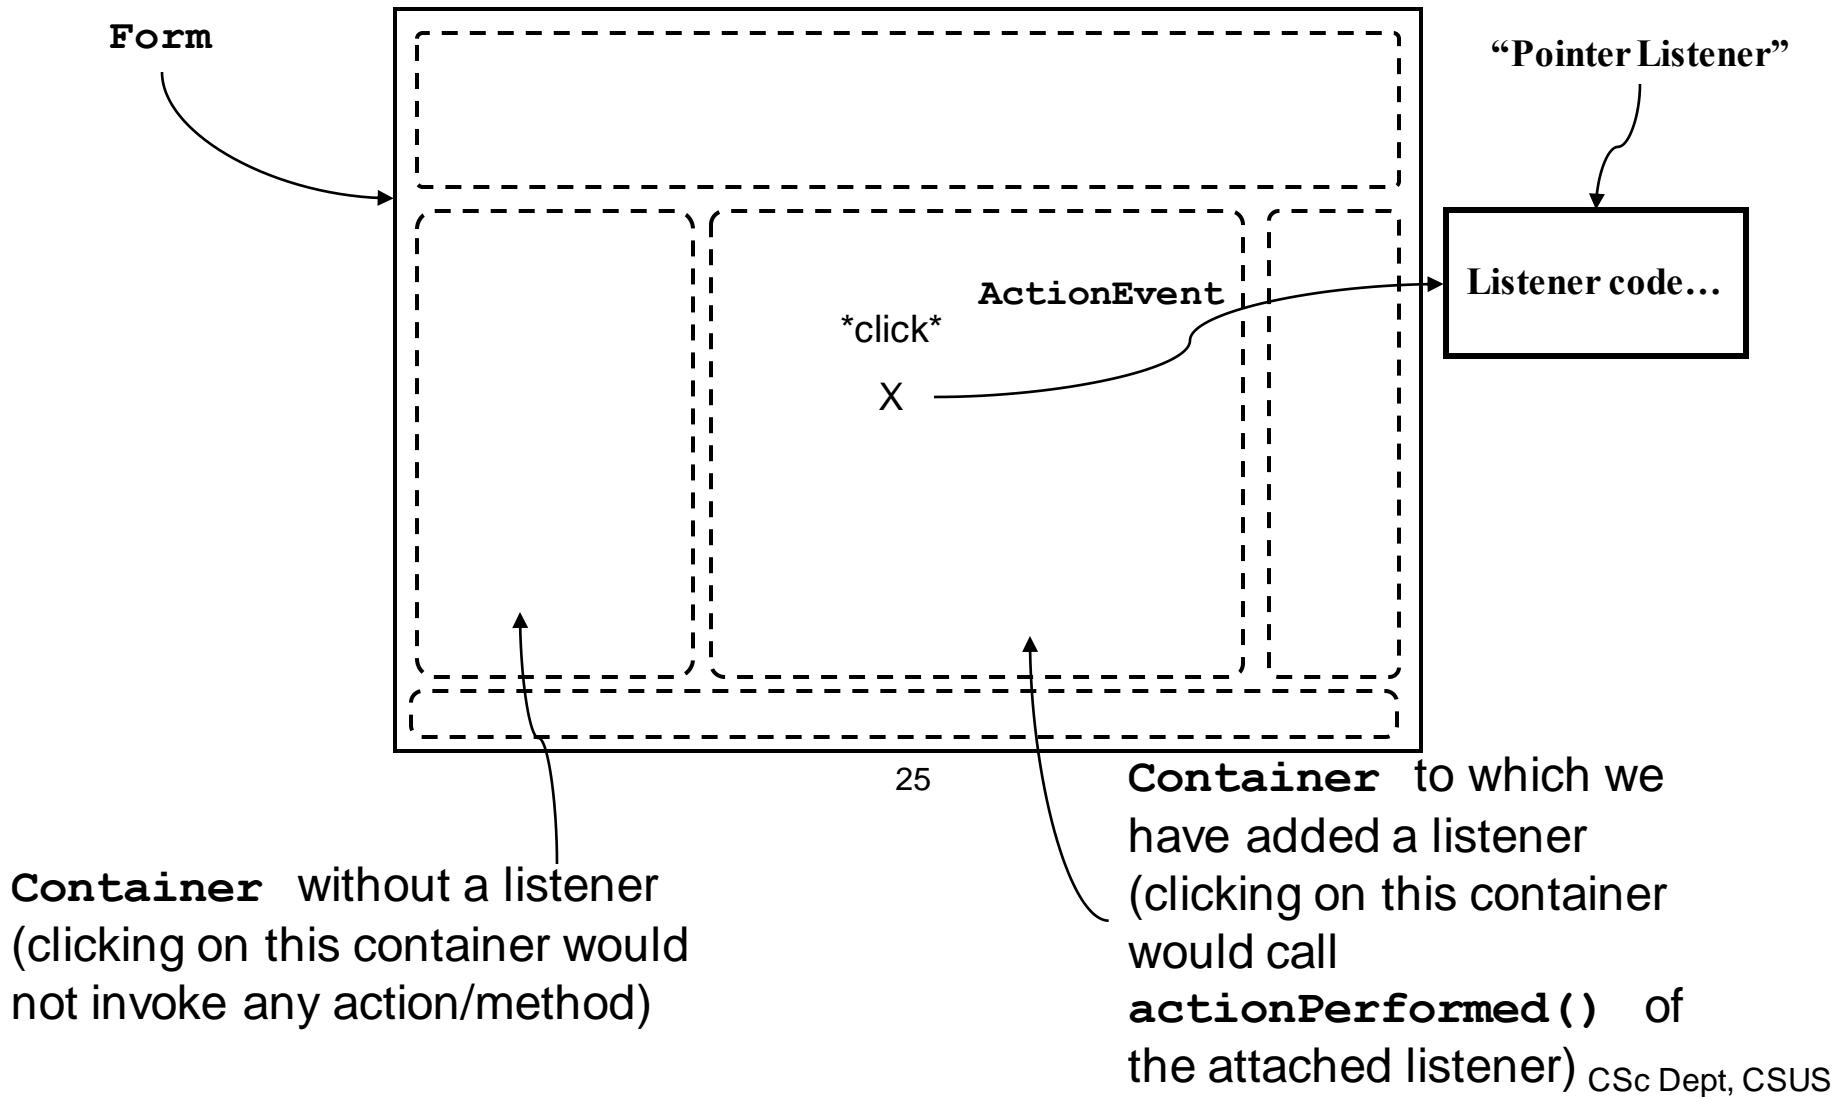 Form
“Pointer Listener”
Listener code…
ActionEvent
*click*
X
25
Container without a listener
(clicking on this container would
not invoke any action/method)
Container to which we
have added a listener
(clicking on this container
would call
actionPerformed() of
the attached listener)
CSc Dept, CSUS